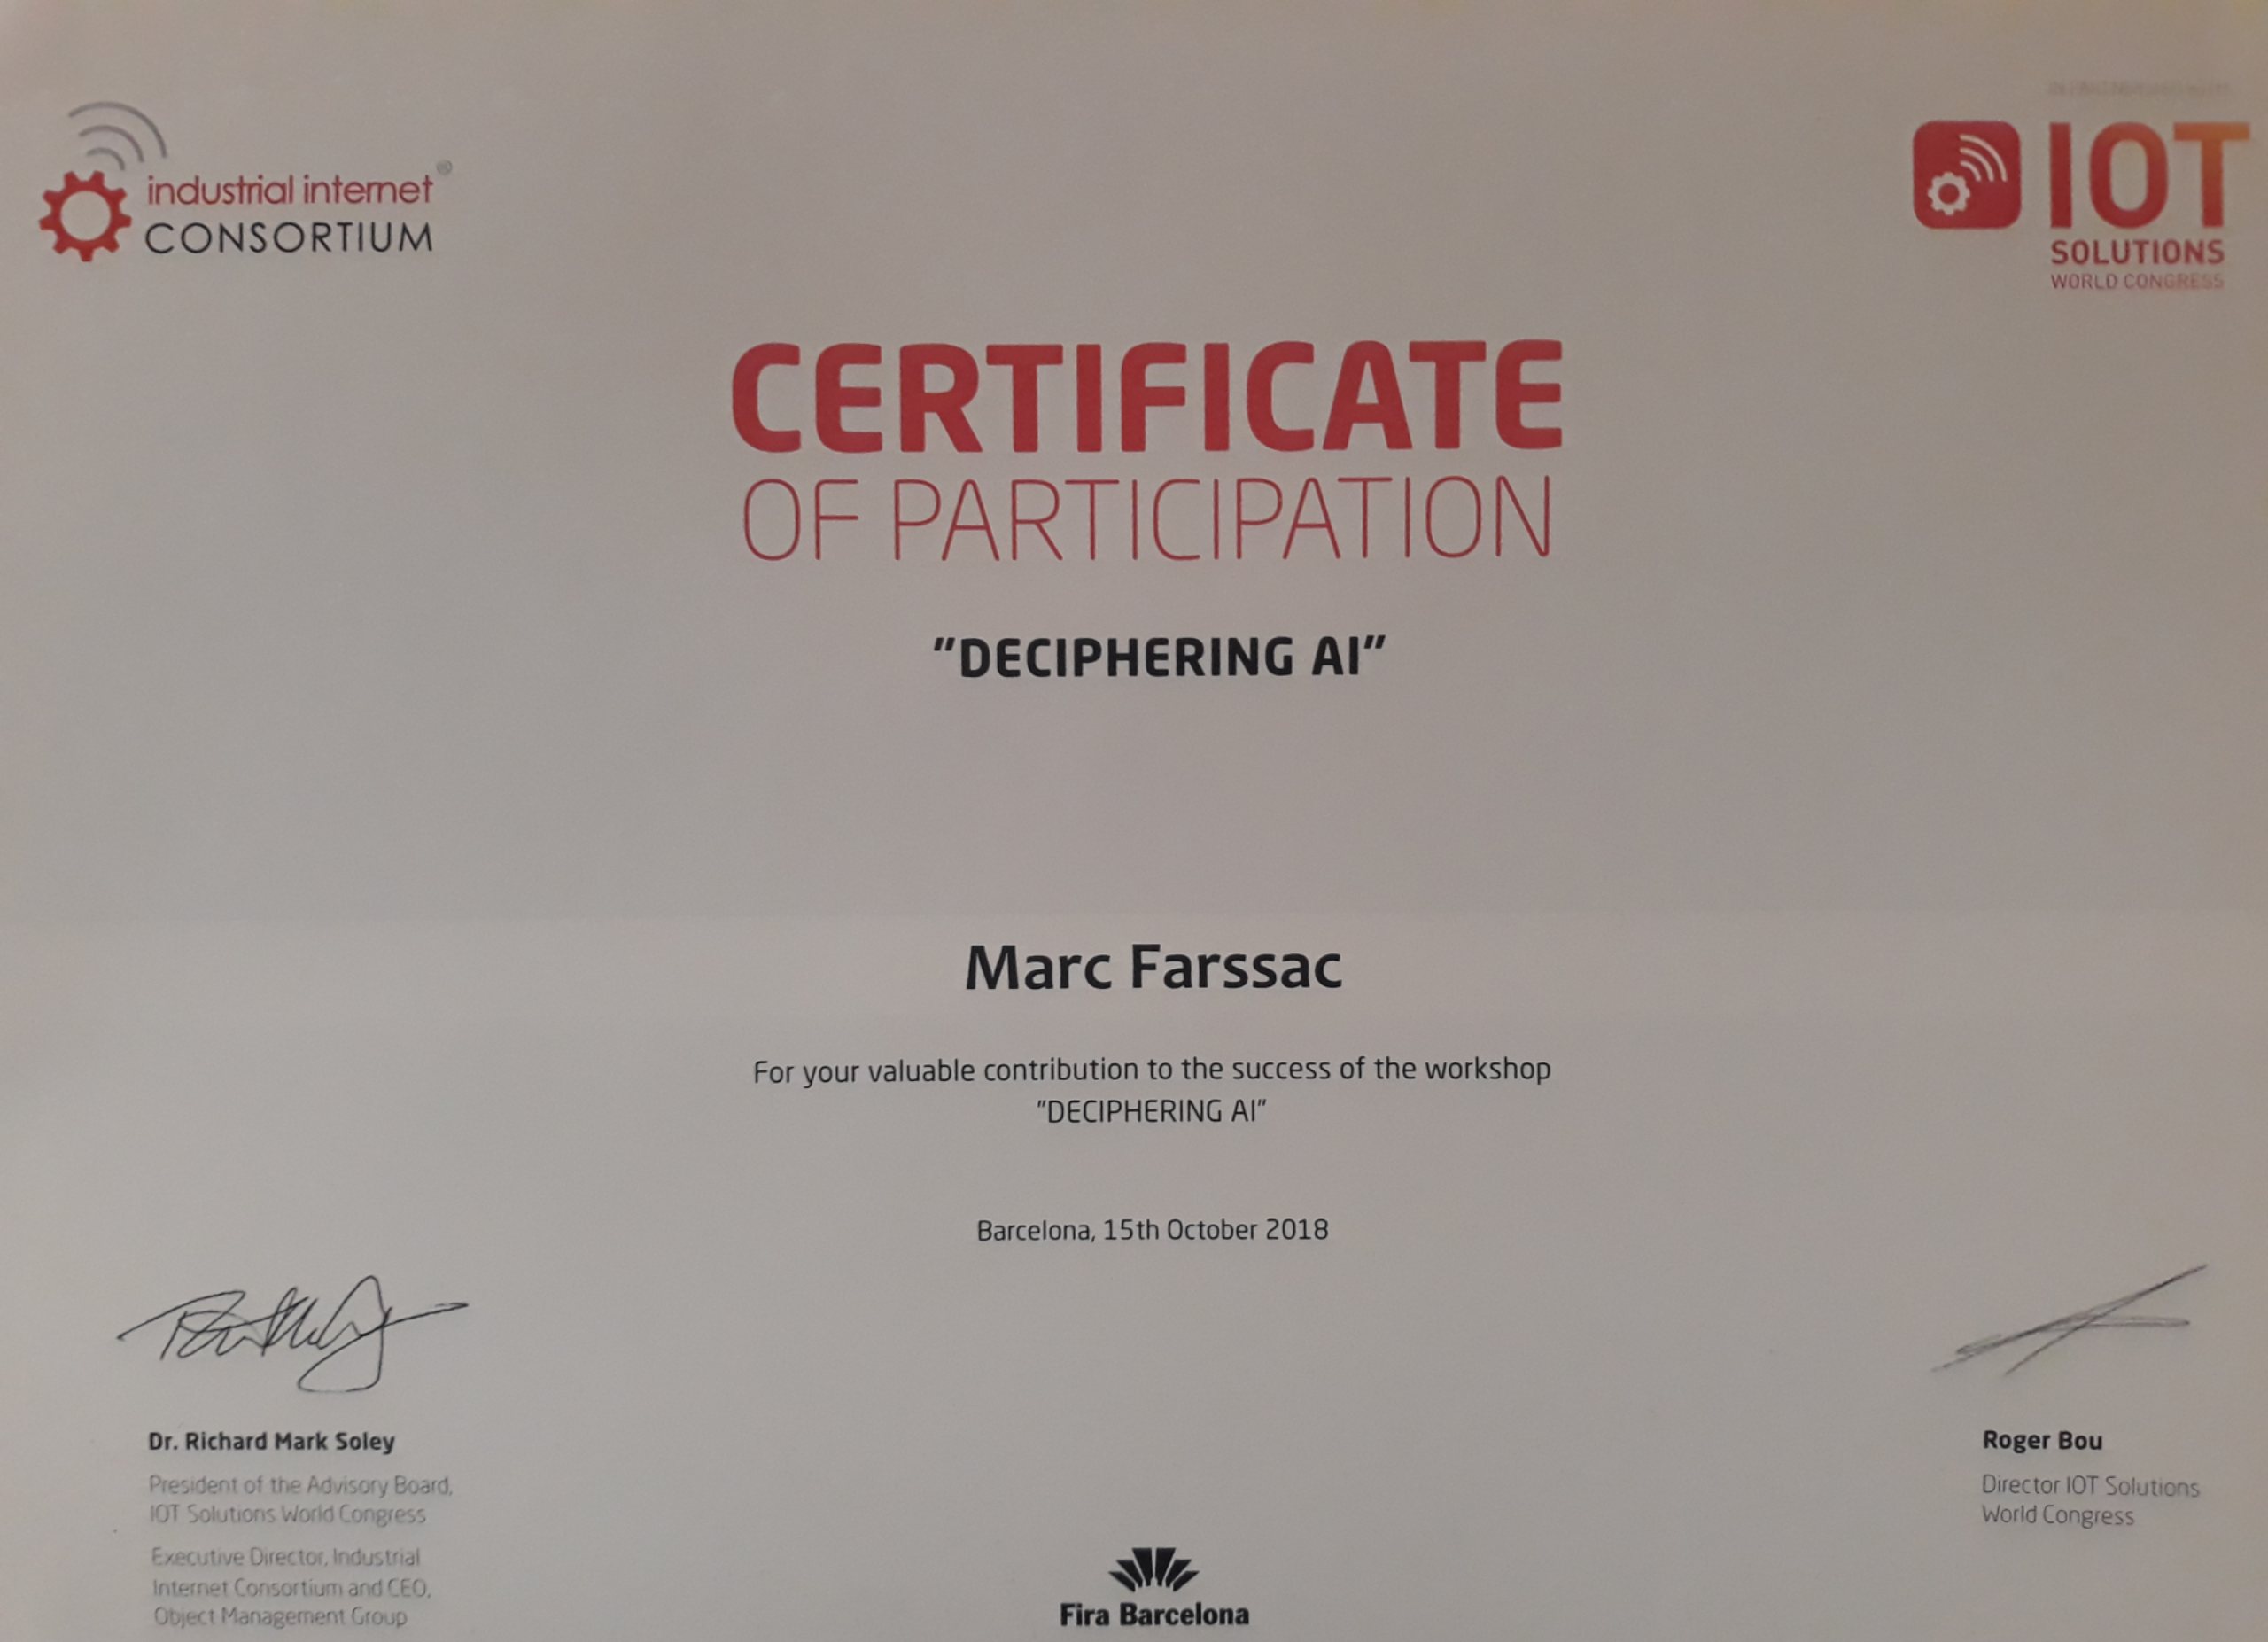 industrial internet®
CONSORTIUM
IOT
SOLUTIONS
WORLD CONGRESS
CERTIFICATE
OF PARTICIPATION
"DECIPHERING AI"
Marc Farssac
For your valuable contribution to the success of the workshop
"DECIPHERING AI"
Barcelona, 15th October 2018
Dr. Richard Mark Soley
President of the Advisory Board,
IOT Solutions World Congress
Executive Director, Industrial
Internet Consortium and CEO,
Object Management Group
Roger Bou
Director IOT Solutions
World Congress
Fira Barcelona